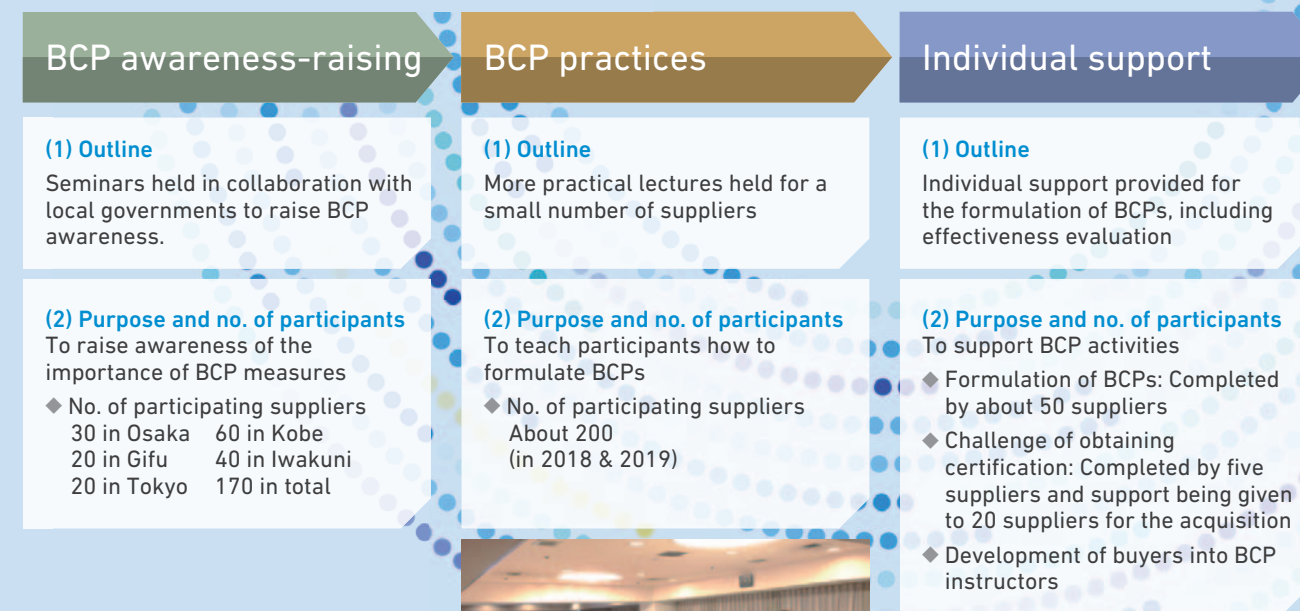 BCP awareness-raising
(1) Outline
Seminars held in collaboration with
local governments to raise BCP
awareness.
(2) Purpose and no. of participants
To raise awareness of the
importance of BCP measures
◆ No. of participating suppliers
30 in Osaka 60 in Kobe
20 in Gifu 40 in Iwakuni
20 in Tokyo 170 in total
BCP practices
(1) Outline
More practical lectures held for a
small number of suppliers
(2) Purpose and no. of participants
To teach participants how to
formulate BCPs
◆ No. of participating suppliers
About 200
(in 2018 & 2019)
Individual support
(1) Outline
Individual support provided for
the formulation of BCPs, including
effectiveness evaluation
(2) Purpose and no. of participants
To support BCP activities
◆ Formulation of BCPs: Completed
by about 50 suppliers
◆ Challenge of obtaining
certification: Completed by five
suppliers and support being given
to 20 suppliers for the acquisition
◆ Development of buyers into BCP
instructors